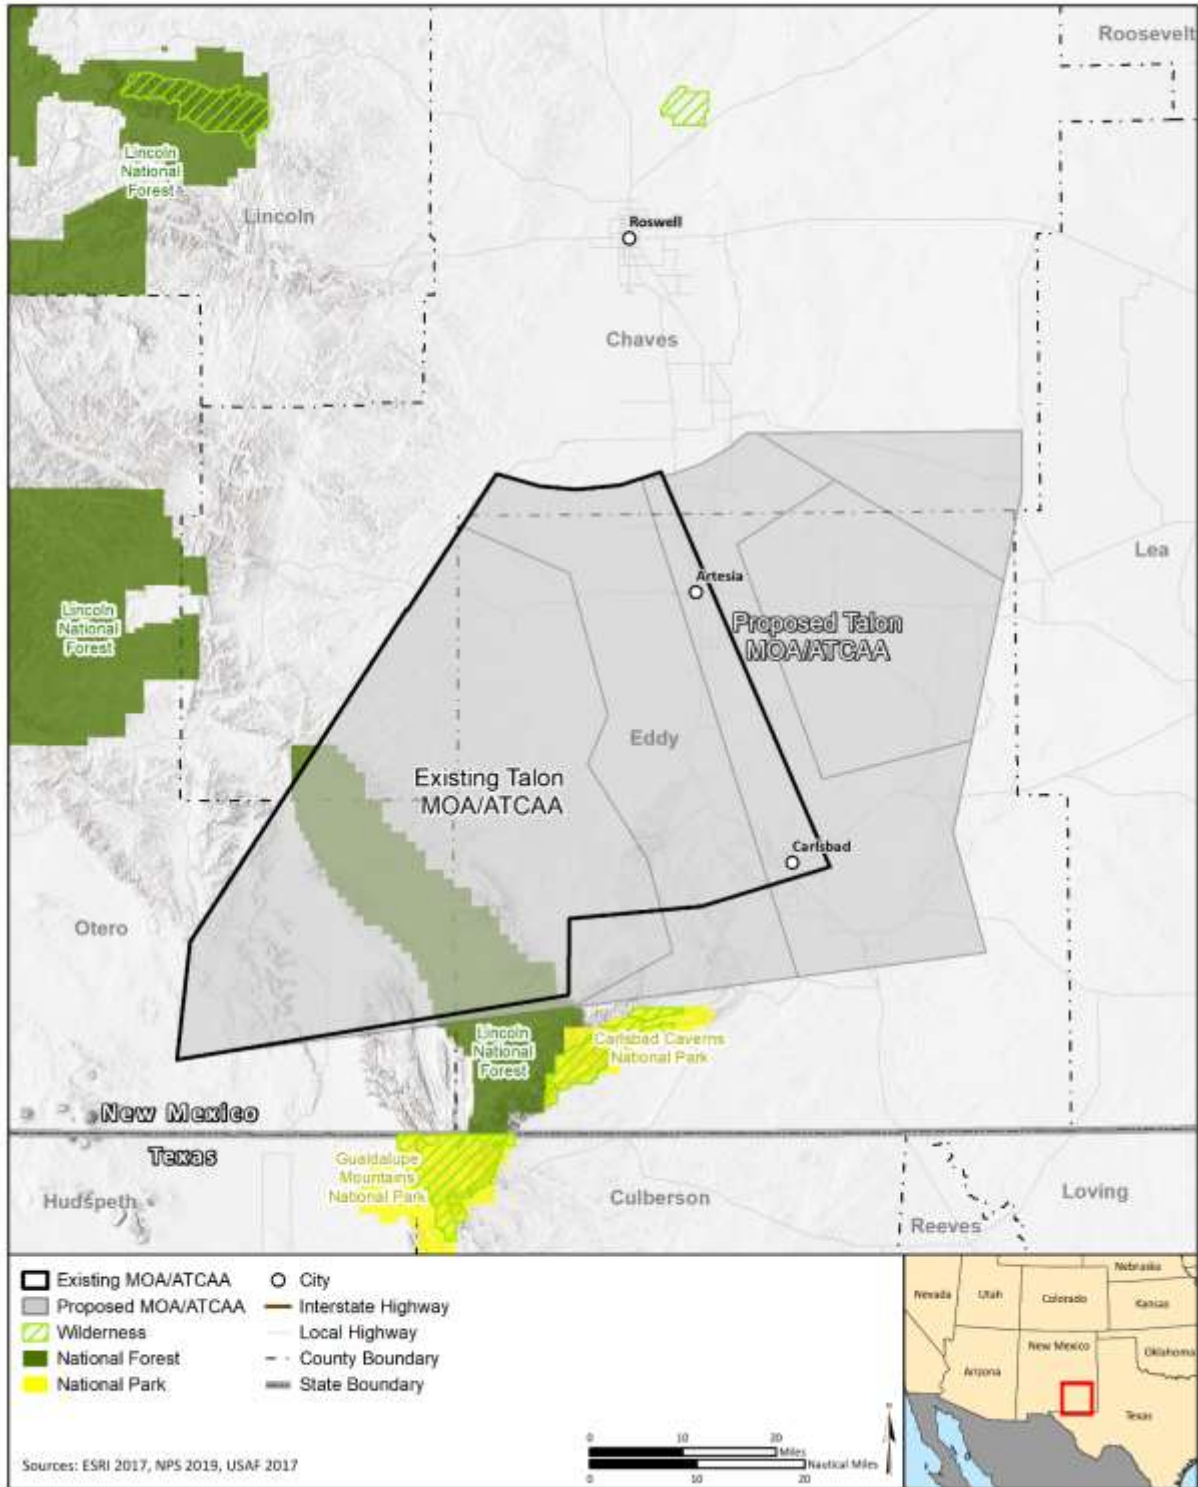 Roosevelt
Lincoln
National
Forest
Lincoln
Roswell
Chaves
Lea
Artesia
Lincoln
National
Forest
Proposed Talon
MOA/ATCAA
Eddy
Existing Talon
MOA/ATCAA
Carlsbad
Otero
Lincoln
National
Forest
Carlsbad Caverns
National Park
New Mexico
Texas
Guadalupe
Mountains
National Park
Hudspeth
Culberson
Loving
Reeves
Existing MOA/ATCAA
Proposed MOA/ATCAA
Wilderness
National Forest
National Park
City
Interstate Highway
Local Highway
County Boundary
State Boundary
Sources: ESRI 2017, NPS 2019, USAF 2017
0 10 20
Miles
Nautical Miles
0 10 20
Nebraska
Nevada
Utah
Colorado
Kansas
New Mexico
Oklahoma
Arizona
Texas